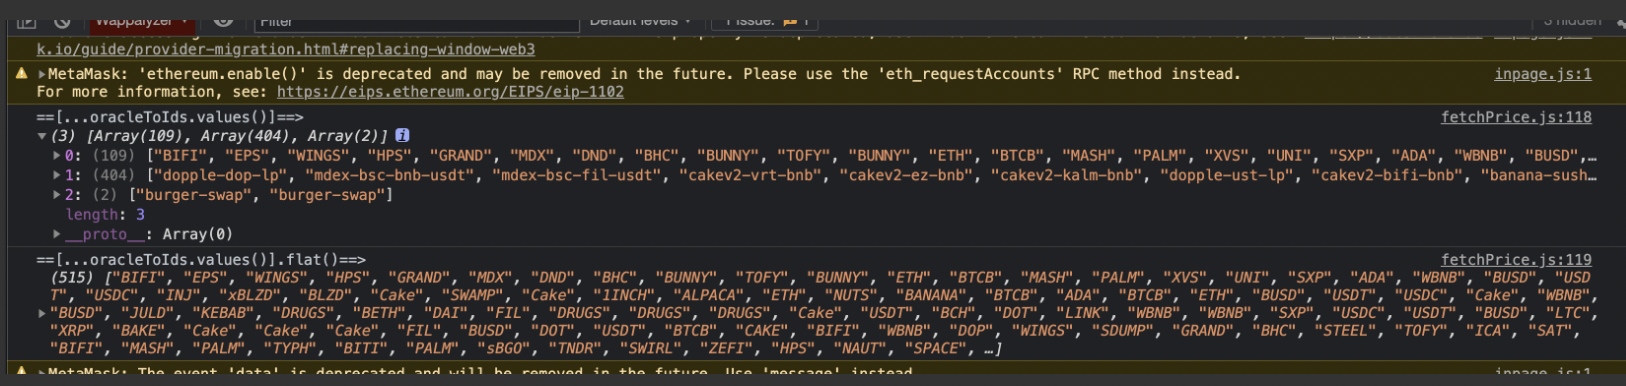 Wappalyzer Filter Default levels 1 Issue: 1 3 hidden
k.io/guide/provider-migration.html#replacing-window-web3
MetaMask: 'ethereum.enable()' is deprecated and may be removed in the future. Please use the 'eth_requestAccounts' RPC method instead. inpage.js:1
For more information, see: https://eips.ethereum.org/EIPS/eip-1102
==[...oracleToIds.values()]==> fetchPrice.js:118
(3) [Array(109), Array(404), Array(2)] i
0: (109) ["BIFI", "EPS", "WINGS", "HPS", "GRAND", "MDX", "DND", "BHC", "BUNNY", "TOFY", "BUNNY", "ETH", "BTCB", "MASH", "PALM", "XVS", "UNI", "SXP", "ADA", "WBNB", "BUSD",…
1: (404) ["dopple-dop-lp", "mdex-bsc-bnb-usdt", "mdex-bsc-fil-usdt", "cakev2-vrt-bnb", "cakev2-ez-bnb", "cakev2-kalm-bnb", "dopple-ust-lp", "cakev2-bifi-bnb", "banana-sush…
2: (2) ["burger-swap", "burger-swap"]
length: 3
__proto__: Array(0)
==[...oracleToIds.values()].flat()==> fetchPrice.js:119
(515) ["BIFI", "EPS", "WINGS", "HPS", "GRAND", "MDX", "DND", "BHC", "BUNNY", "TOFY", "BUNNY", "ETH", "BTCB", "MASH", "PALM", "XVS", "UNI", "SXP", "ADA", "WBNB", "BUSD", "USD
T", "USDC", "INJ", "xBLZD", "BLZD", "Cake", "SWAMP", "Cake", "1INCH", "ALPACA", "ETH", "NUTS", "BANANA", "BTCB", "ADA", "BTCB", "ETH", "BUSD", "USDT", "USDC", "Cake", "WBNB",
"BUSD", "JULD", "KEBAB", "DRUGS", "BETH", "DAI", "FIL", "DRUGS", "DRUGS", "DRUGS", "Cake", "USDT", "BCH", "DOT", "LINK", "WBNB", "WBNB", "SXP", "USDC", "USDT", "BUSD", "LTC",
"XRP", "BAKE", "Cake", "Cake", "Cake", "FIL", "BUSD", "DOT", "USDT", "BTCB", "CAKE", "BIFI", "WBNB", "DOP", "WINGS", "SDUMP", "GRAND", "BHC", "STEEL", "TOFY", "ICA", "SAT",
"BIFI", "MASH", "PALM", "TYPH", "BITI", "PALM", "sBGO", "TNDR", "SWIRL", "ZEFI", "HPS", "NAUT", "SPACE", …]
MetaMask: The event 'data' is deprecated and will be removed in the future. Use 'message' instead. inpage.js:1